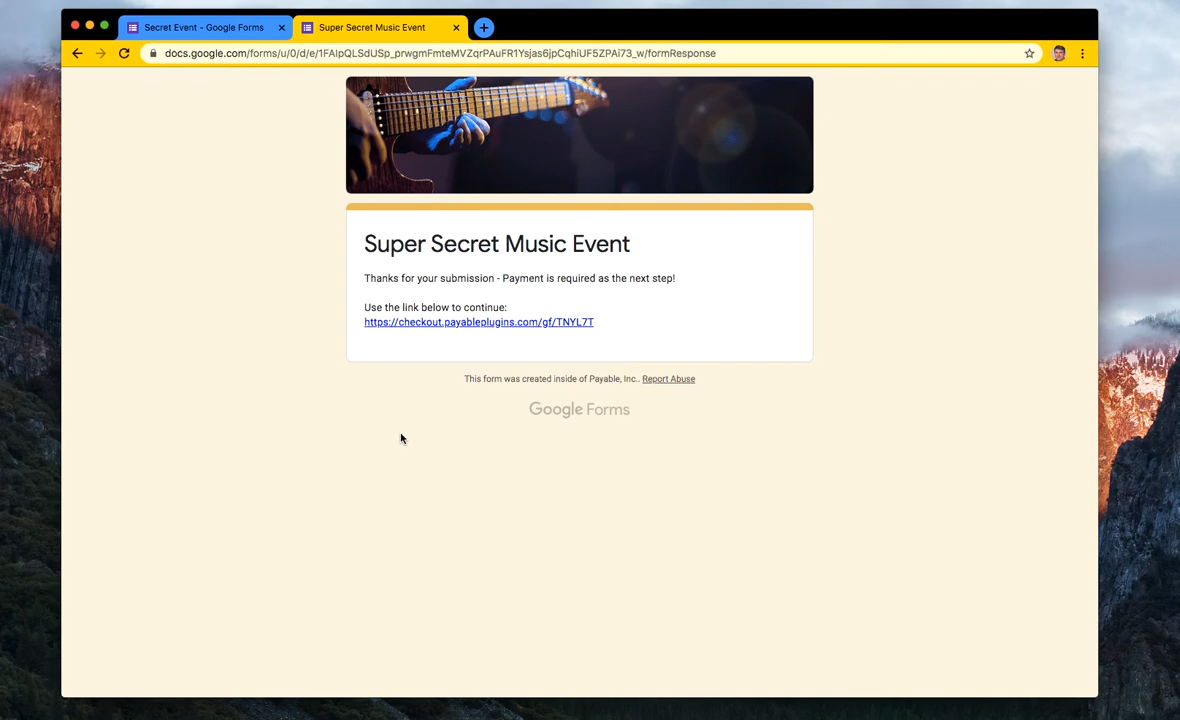 Secret Event - Google Forms
Super Secret Music Event
docs.google.com/forms/u/0/d/e/1FAIpQLSdUSp_prwgmFmteMVZqrPAuFR1Ysjas6jpCqhiUF5ZPAi73_w/formResponse
Super Secret Music Event
Thanks for your submission - Payment is required as the next step!
Use the link below to continue:
https://checkout.payableplugins.com/gf/TNYL7T
This form was created inside of Payable, Inc.. Report Abuse
Google Forms